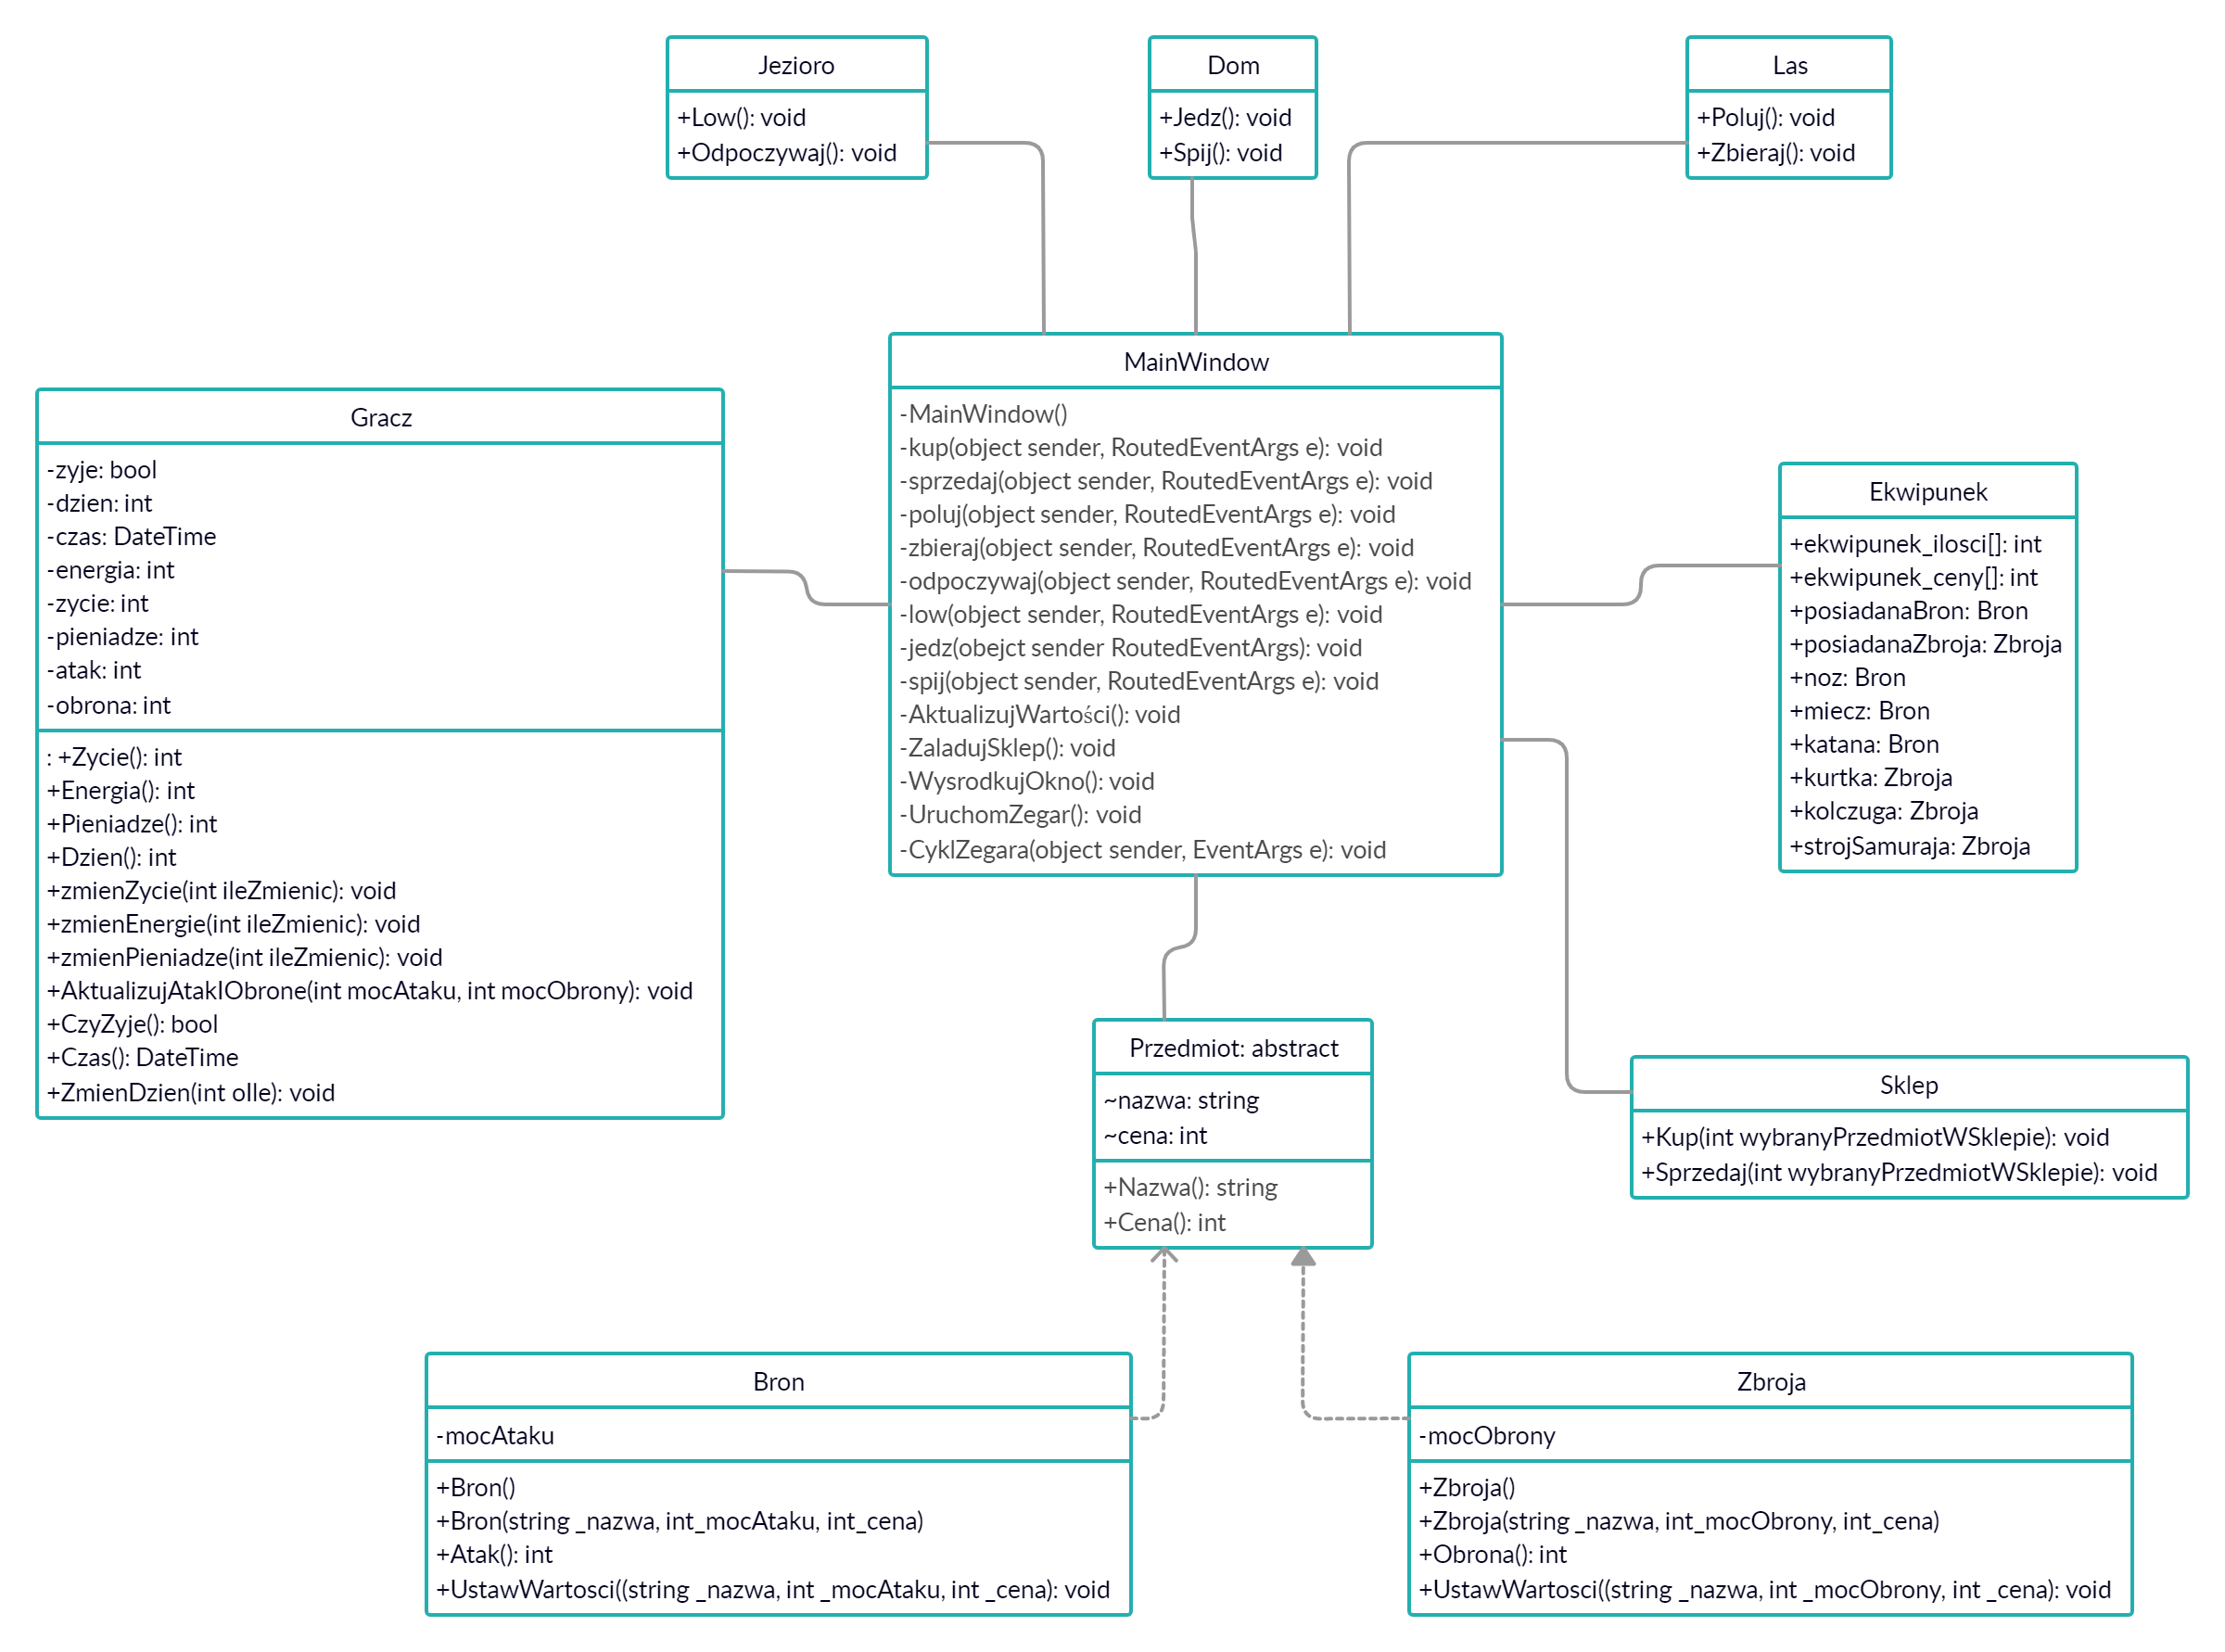 Jezioro
+Low(): void
+Odpoczywaj(): void
Dom
+Jedz(): void
+Spij(): void
Las
+Poluj(): void
+Zbieraj(): void
MainWindow
-MainWindow()
-kup(object sender, RoutedEventArgs e): void
-sprzedaj(object sender, RoutedEventArgs e): void
-poluj(object sender, RoutedEventArgs e): void
-zbieraj(object sender, RoutedEventArgs e): void
-odpoczywaj(object sender, RoutedEventArgs e): void
-low(object sender, RoutedEventArgs e): void
-jedz(obejct sender RoutedEventArgs): void
-spij(object sender, RoutedEventArgs e): void
-AktualizujWartości(): void
-ZaladujSklep(): void
-WysrodkujOkno(): void
-UruchomZegar(): void
-CyklZegara(object sender, EventArgs e): void
Gracz
-zyje: bool
-dzien: int
-czas: DateTime
-energia: int
-zycie: int
-pieniadze: int
-atak: int
-obrona: int
: +Zycie(): int
+Energia(): int
+Pieniadze(): int
+Dzien(): int
+zmienZycie(int ileZmienic): void
+zmienEnergie(int ileZmienic): void
+zmienPieniadze(int ileZmienic): void
+AktualizujAtakIObrone(int mocAtaku, int mocObrony): void
+CzyZyje(): bool
+Czas(): DateTime
+ZmienDzien(int oIle): void
Ekwipunek
+ekwipunek_ilosci[]: int
+ekwipunek_ceny[]: int
+posiadanaBron: Bron
+posiadanaZbroja: Zbroja
+noz: Bron
+miecz: Bron
+katana: Bron
+kurtka: Zbroja
+kolczuga: Zbroja
+strojSamuraja: Zbroja
Przedmiot: abstract
~nazwa: string
~cena: int
+Nazwa(): string
+Cena(): int
Sklep
+Kup(int wybranyPrzedmiotWSklepie): void
+Sprzedaj(int wybranyPrzedmiotWSklepie): void
Bron
-mocAtaku
+Bron()
+Bron(string _nazwa, int_mocAtaku, int_cena)
+Atak(): int
+UstawWartosci((string _nazwa, int _mocAtaku, int _cena): void
Zbroja
-mocObrony
+Zbroja()
+Zbroja(string _nazwa, int_mocObrony, int_cena)
+Obrona(): int
+UstawWartosci((string _nazwa, int _mocObrony, int _cena): void